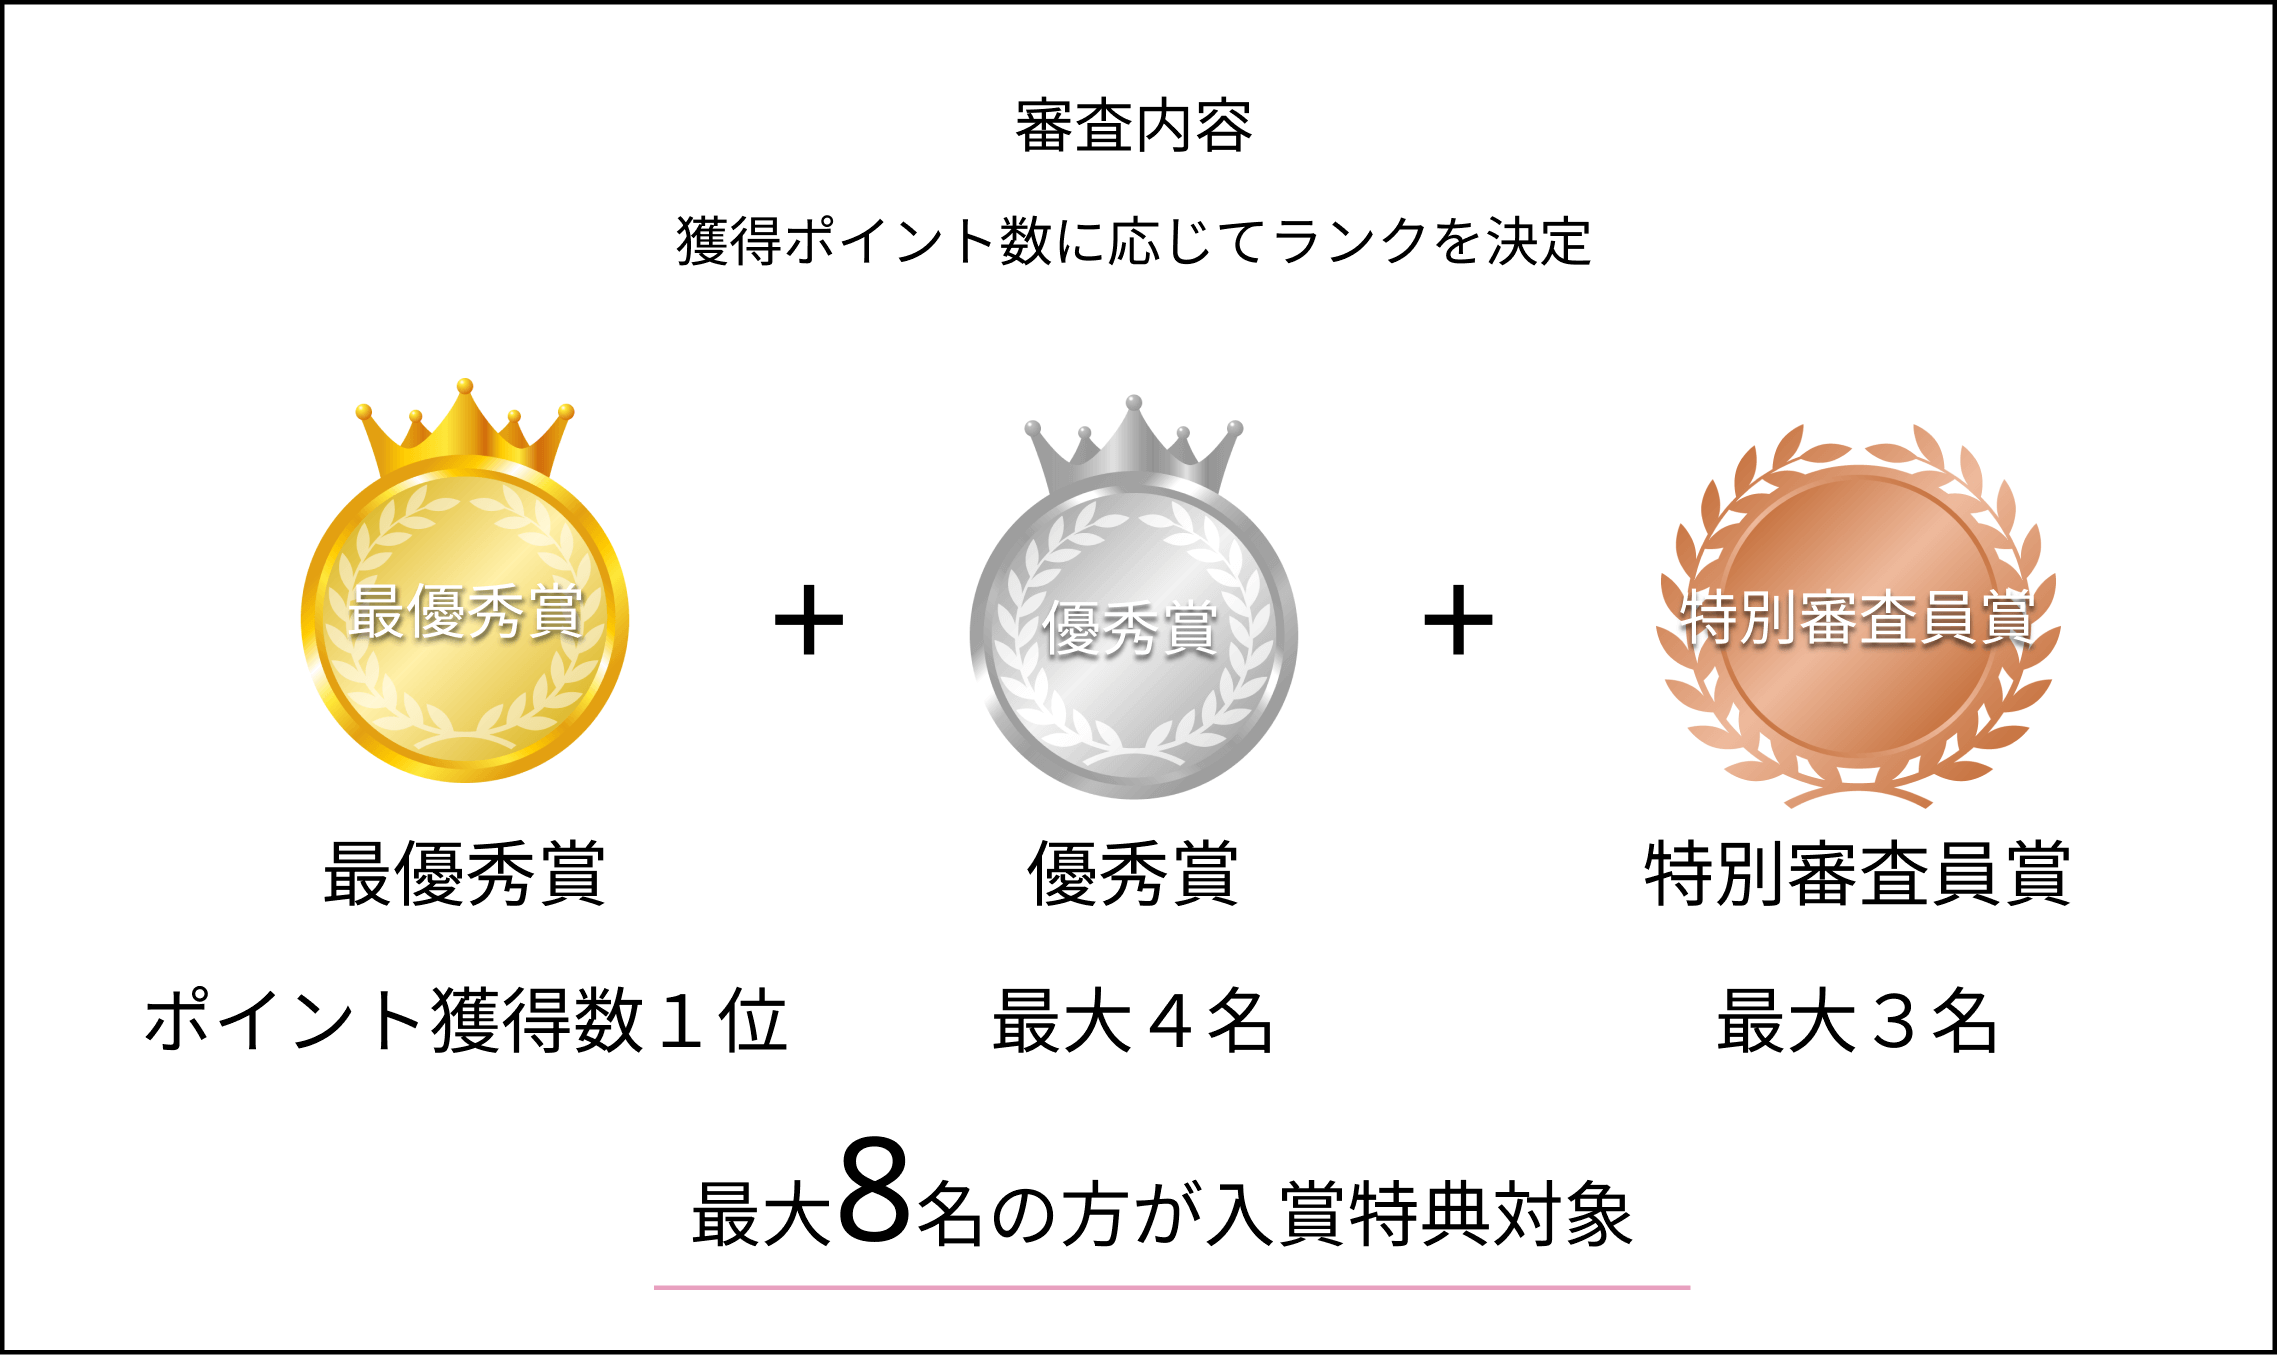 審査内容
獲得ポイント数に応じてランクを決定
最優秀賞
+
優秀賞
+
特別審査員賞
最優秀賞
優秀賞
特別審査員賞
ポイント獲得数１位
最大４名
最大３名
最大8名の方が入賞特典対象